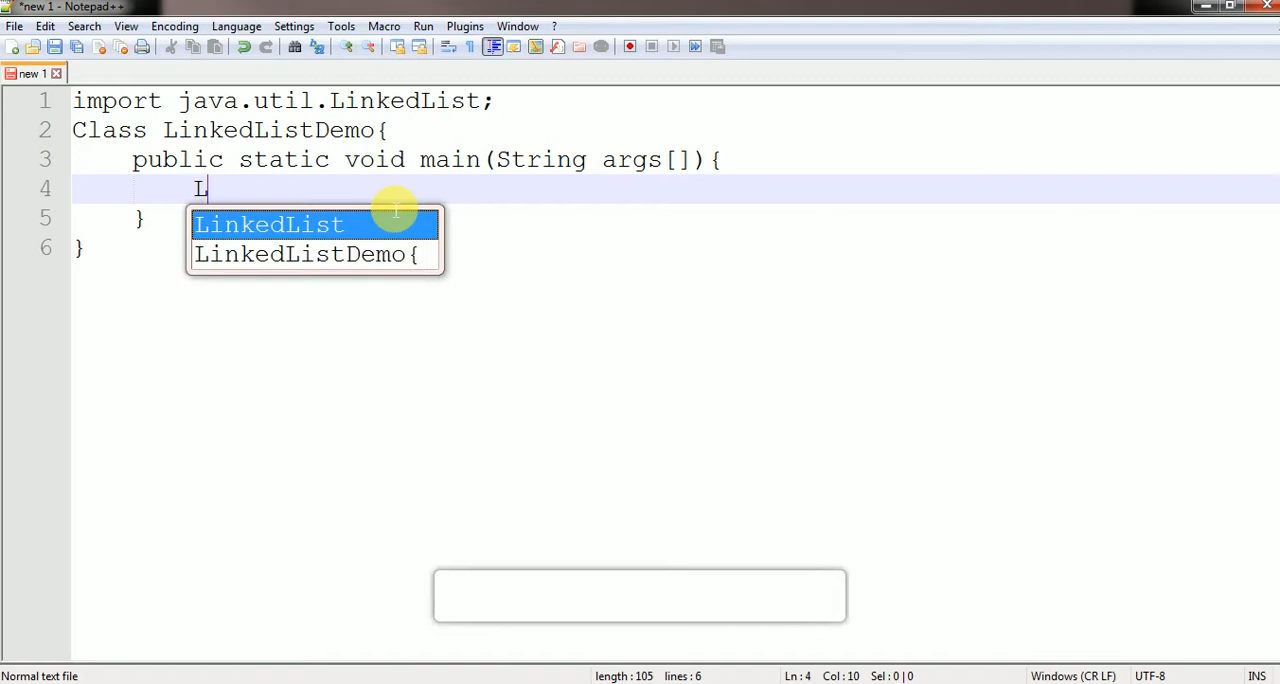 *new 1 - Notepad++
File Edit Search View Encoding Language Settings Tools Macro Run Plugins Window ?
new 1
1 import java.util.LinkedList;
2 Class LinkedListDemo{
3 public static void main(String args[]){
4 L
LinkedList
5 }
LinkedListDemo{
6 }
Normal text file length : 105 lines : 6 Ln : 4 Col : 10 Sel : 0 | 0 Windows (CR LF) UTF-8 INS